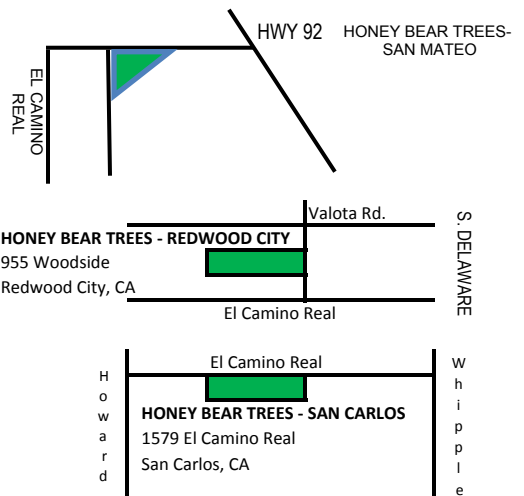 HWY 92
HONEY BEAR TREES-
SAN MATEO
EL CAMINO
REAL
Valota Rd.
S. DELAWARE
HONEY BEAR TREES - REDWOOD CITY
955 Woodside
Redwood City, CA
El Camino Real
El Camino Real
Howard
Whipple
HONEY BEAR TREES - SAN CARLOS
1579 El Camino Real
San Carlos, CA